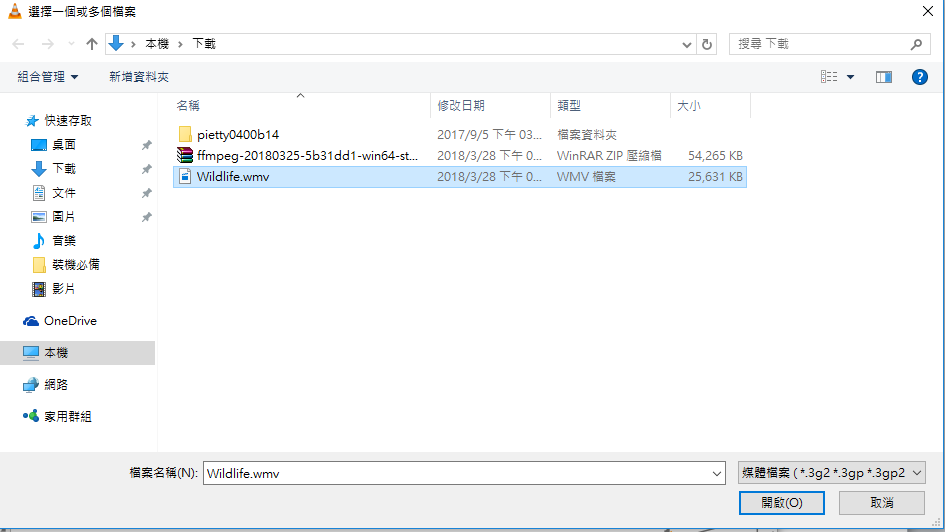 選擇一個或多個檔案
本機 下載
搜尋 下載
組合管理 新增資料夾
名稱 修改日期 類型 大小
快速存取
桌面
下載
文件
圖片
音樂
裝機必備
影片
OneDrive
本機
網路
家用群組
pietty0400b14 2017/9/5 下午 03... 檔案資料夾
ffmpeg-20180325-5b31dd1-win64-st... 2018/3/28 下午 0... WinRAR ZIP 壓縮檔 54,265 KB
Wildlife.wmv 2018/3/28 下午 0... WMV 檔案 25,631 KB
檔案名稱(N): Wildlife.wmv 媒體檔案 ( *.3g2 *.3gp *.3gp2
開啟(O) 取消